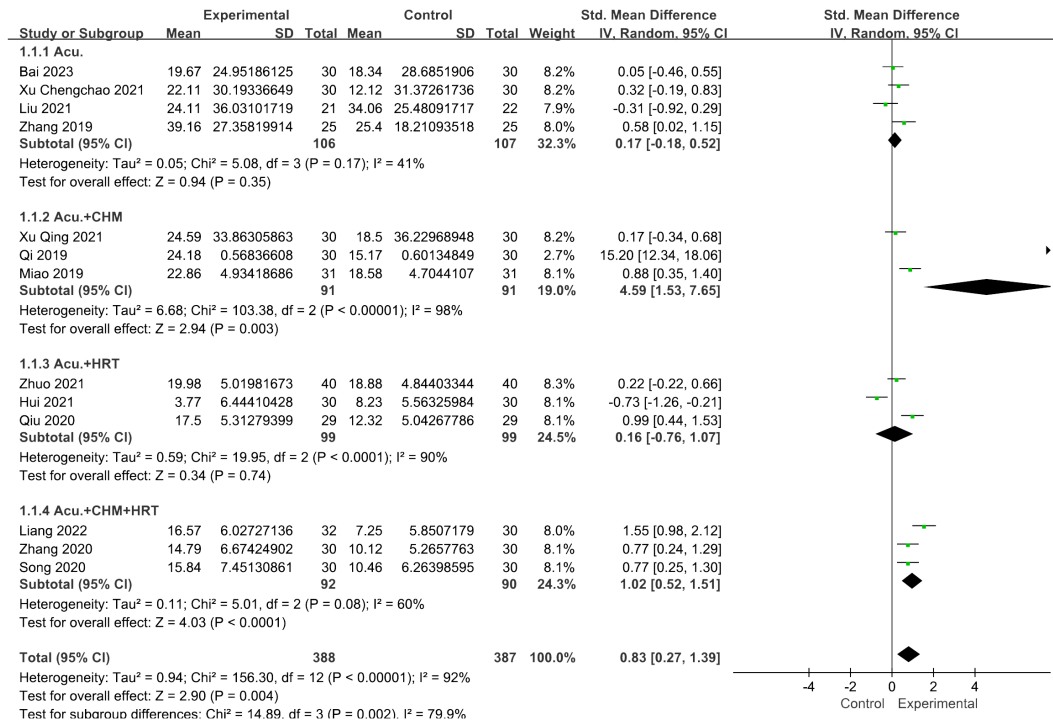 Experimental Control Std. Mean Difference Std. Mean Difference
Study or Subgroup Mean SD Total Mean SD Total Weight IV, Random, 95% CI IV, Random, 95% CI
1.1.1 Acu.
Bai 2023 19.67 24.95186125 30 18.34 28.6851906 30 8.2% 0.05 [-0.46, 0.55]
Xu Chengchao 2021 22.11 30.19336649 30 12.12 31.37261736 30 8.2% 0.32 [-0.19, 0.83]
Liu 2021 24.11 36.03101719 21 34.06 25.48091717 22 7.9% -0.31 [-0.92, 0.29]
Zhang 2019 39.16 27.35819914 25 25.4 18.21093518 25 8.0% 0.58 [0.02, 1.15]
Subtotal (95% CI) 106 107 32.3% 0.17 [-0.18, 0.52]
Heterogeneity: Tau² = 0.05; Chi² = 5.08, df = 3 (P = 0.17); I² = 41%
Test for overall effect: Z = 0.94 (P = 0.35)
1.1.2 Acu.+CHM
Xu Qing 2021 24.59 33.86305863 30 18.5 36.22968948 30 8.2% 0.17 [-0.34, 0.68]
Qi 2019 24.18 0.56836608 30 15.17 0.60134849 30 2.7% 15.20 [12.34, 18.06]
Miao 2019 22.86 4.93418686 31 18.58 4.7044107 31 8.1% 0.88 [0.35, 1.40]
Subtotal (95% CI) 91 91 19.0% 4.59 [1.53, 7.65]
Heterogeneity: Tau² = 6.68; Chi² = 103.38, df = 2 (P < 0.00001); I² = 98%
Test for overall effect: Z = 2.94 (P = 0.003)
1.1.3 Acu.+HRT
Zhuo 2021 19.98 5.01981673 40 18.88 4.84403344 40 8.3% 0.22 [-0.22, 0.66]
Hui 2021 3.77 6.44410428 30 8.23 5.56325984 30 8.1% -0.73 [-1.26, -0.21]
Qiu 2020 17.5 5.31279399 29 12.32 5.04267786 29 8.1% 0.99 [0.44, 1.53]
Subtotal (95% CI) 99 99 24.5% 0.16 [-0.76, 1.07]
Heterogeneity: Tau² = 0.59; Chi² = 19.95, df = 2 (P < 0.0001); I² = 90%
Test for overall effect: Z = 0.34 (P = 0.74)
1.1.4 Acu.+CHM+HRT
Liang 2022 16.57 6.02727136 32 7.25 5.8507179 30 8.0% 1.55 [0.98, 2.12]
Zhang 2020 14.79 6.67424902 30 10.12 5.2657763 30 8.1% 0.77 [0.24, 1.29]
Song 2020 15.84 7.45130861 30 10.46 6.26398595 30 8.1% 0.77 [0.25, 1.30]
Subtotal (95% CI) 92 90 24.3% 1.02 [0.52, 1.51]
Heterogeneity: Tau² = 0.11; Chi² = 5.01, df = 2 (P = 0.08); I² = 60%
Test for overall effect: Z = 4.03 (P < 0.0001)
Total (95% CI) 388 387 100.0% 0.83 [0.27, 1.39]
Heterogeneity: Tau² = 0.94; Chi² = 156.30, df = 12 (P < 0.00001); I² = 92%
Test for overall effect: Z = 2.90 (P = 0.004)
Test for subgroup differences: Chi² = 14.89, df = 3 (P = 0.002), I² = 79.9%
-4 -2 0 2 4
Control Experimental